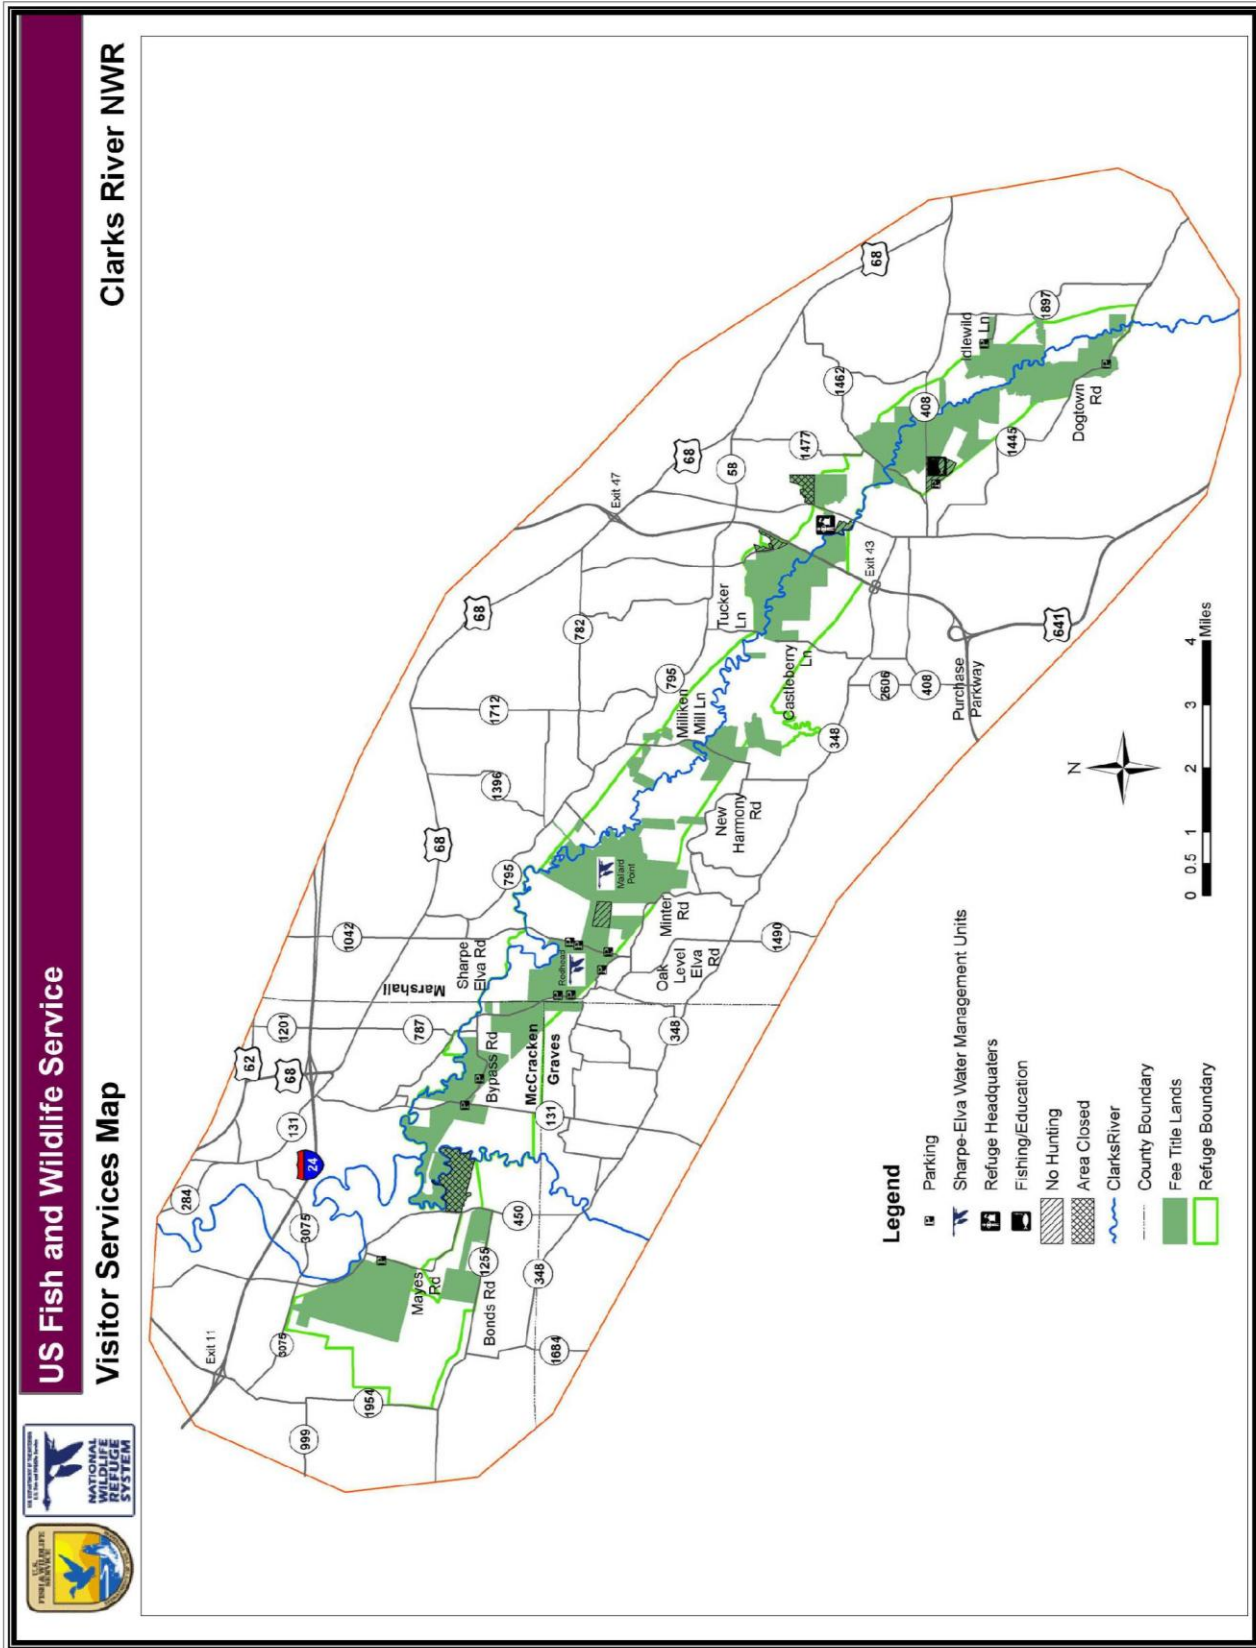 US Fish and Wildlife Service
Visitor Services Map
Clarks River NWR
U.S.
FISH & WILDLIFE
SERVICE
NATIONAL
WILDLIFE
REFUGE
SYSTEM
Exit 11
999
1954
3075
3075
284
131
24
62
68
1201
Marshall
1042
787
Sharpe
Elva Rd
68
795
1396
1712
68
782
Exit 47
68
58
1477
1462
68
Mayes
Rd
1255
Bonds Rd
450
348
1684
131
Bypass Rd
McCracken
Graves
Redhead
Mallard
Point
Oak
Level
Elva
Rd
348
Minter
Rd
1490
New
Harmony
Rd
Milliken
Mill Ln
795
Tucker
Ln
Castleberry
Ln
348
2606
408
Purchase
Parkway
Exit 43
641
408
1445
Idlewild
Ln
1897
Dogtown
Rd
N
0 0.5 1 2 3 4
Miles
Legend
Parking
Sharpe-Elva Water Management Units
Refuge Headquaters
Fishing/Education
No Hunting
Area Closed
ClarksRiver
County Boundary
Fee Title Lands
Refuge Boundary